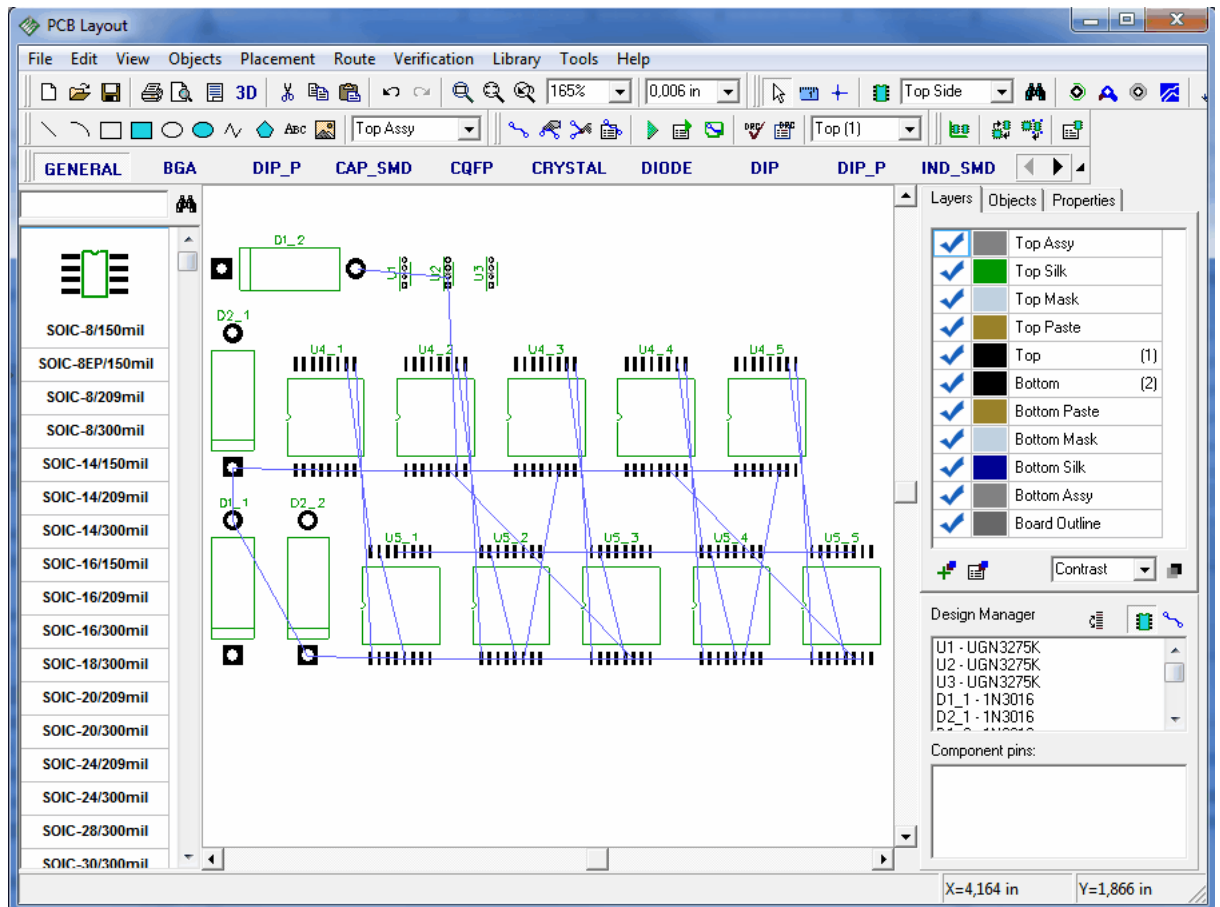 PCB Layout
File Edit View Objects Placement Route Verification Library Tools Help
3D 165% 0,006 in Top Side
ABC Top Assy DRC DRC Top (1)
GENERAL BGA DIP_P CAP_SMD CQFP CRYSTAL DIODE DIP DIP_P IND_SMD
SOIC-8/150mil
SOIC-8EP/150mil
SOIC-8/209mil
SOIC-8/300mil
SOIC-14/150mil
SOIC-14/209mil
SOIC-14/300mil
SOIC-16/150mil
SOIC-16/209mil
SOIC-16/300mil
SOIC-18/300mil
SOIC-20/209mil
SOIC-20/300mil
SOIC-24/209mil
SOIC-24/300mil
SOIC-28/300mil
SOIC-30/300mil
D1_2
U1 U2 U3
D2_1
U4_1 U4_2 U4_3 U4_4 U4_5
D1_1 D2_2
U5_1 U5_2 U5_3 U5_4 U5_5
Layers Objects Properties
Top Assy
Top Silk
Top Mask
Top Paste
Top (1)
Bottom (2)
Bottom Paste
Bottom Mask
Bottom Silk
Bottom Assy
Board Outline
Contrast
Design Manager
U1 - UGN3275K
U2 - UGN3275K
U3 - UGN3275K
D1_1 - 1N3016
D2_1 - 1N3016
Component pins:
X=4,164 in Y=1,866 in